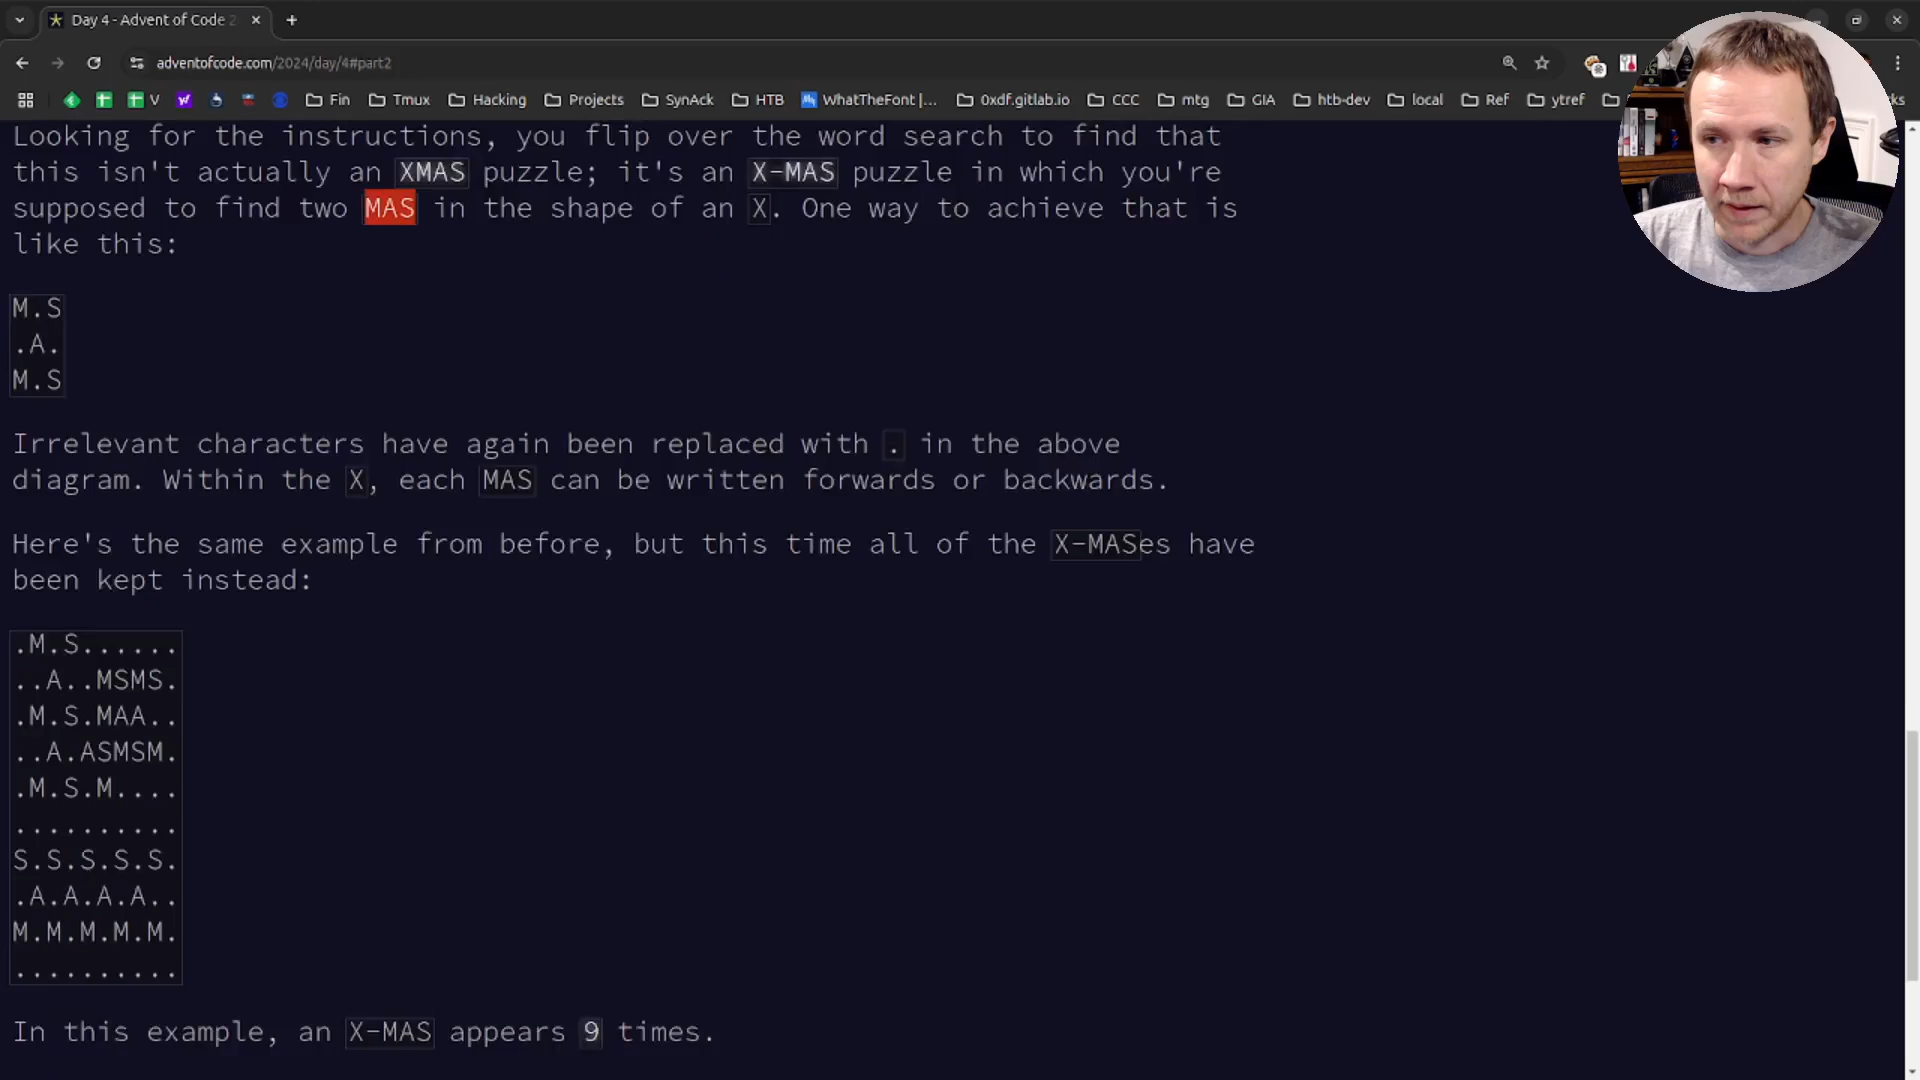 Day 4 - Advent of Code 2
adventofcode.com/2024/day/4#part2
V
Fin
Tmux
Hacking
Projects
SynAck
HTB
WhatTheFont |...
0xdf.gitlab.io
CCC
mtg
GIA
htb-dev
local
Ref
ytref
Looking for the instructions, you flip over the word search to find that
this isn't actually an XMAS puzzle; it's an X-MAS puzzle in which you're
supposed to find two MAS in the shape of an X. One way to achieve that is
like this:
M.S
.A.
M.S
Irrelevant characters have again been replaced with . in the above
diagram. Within the X, each MAS can be written forwards or backwards.
Here's the same example from before, but this time all of the X-MASes have
been kept instead:
.M.S......
..A..MSMS.
.M.S.MAA..
..A.ASMSM.
.M.S.M....
..........
S.S.S.S.S.
.A.A.A.A..
M.M.M.M.M.
..........
In this example, an X-MAS appears 9 times.